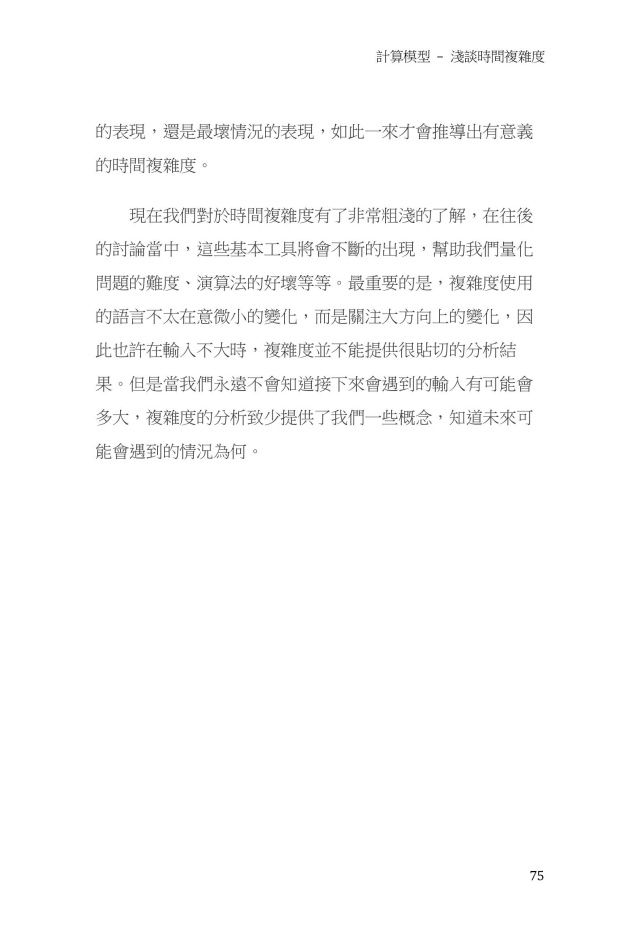 計算模型 – 淺談時間複雜度
的表現，還是最壞情況的表現，如此一來才會推導出有意義
的時間複雜度。
現在我們對於時間複雜度有了非常粗淺的了解，在往後
的討論當中，這些基本工具將會不斷的出現，幫助我們量化
問題的難度、演算法的好壞等等。最重要的是，複雜度使用
的語言不太在意微小的變化，而是關注大方向上的變化，因
此也許在輸入不大時，複雜度並不能提供很貼切的分析結
果。但是當我們永遠不會知道接下來會遇到的輸入有可能會
多大，複雜度的分析致少提供了我們一些概念，知道未來可
能會遇到的情況為何。
75